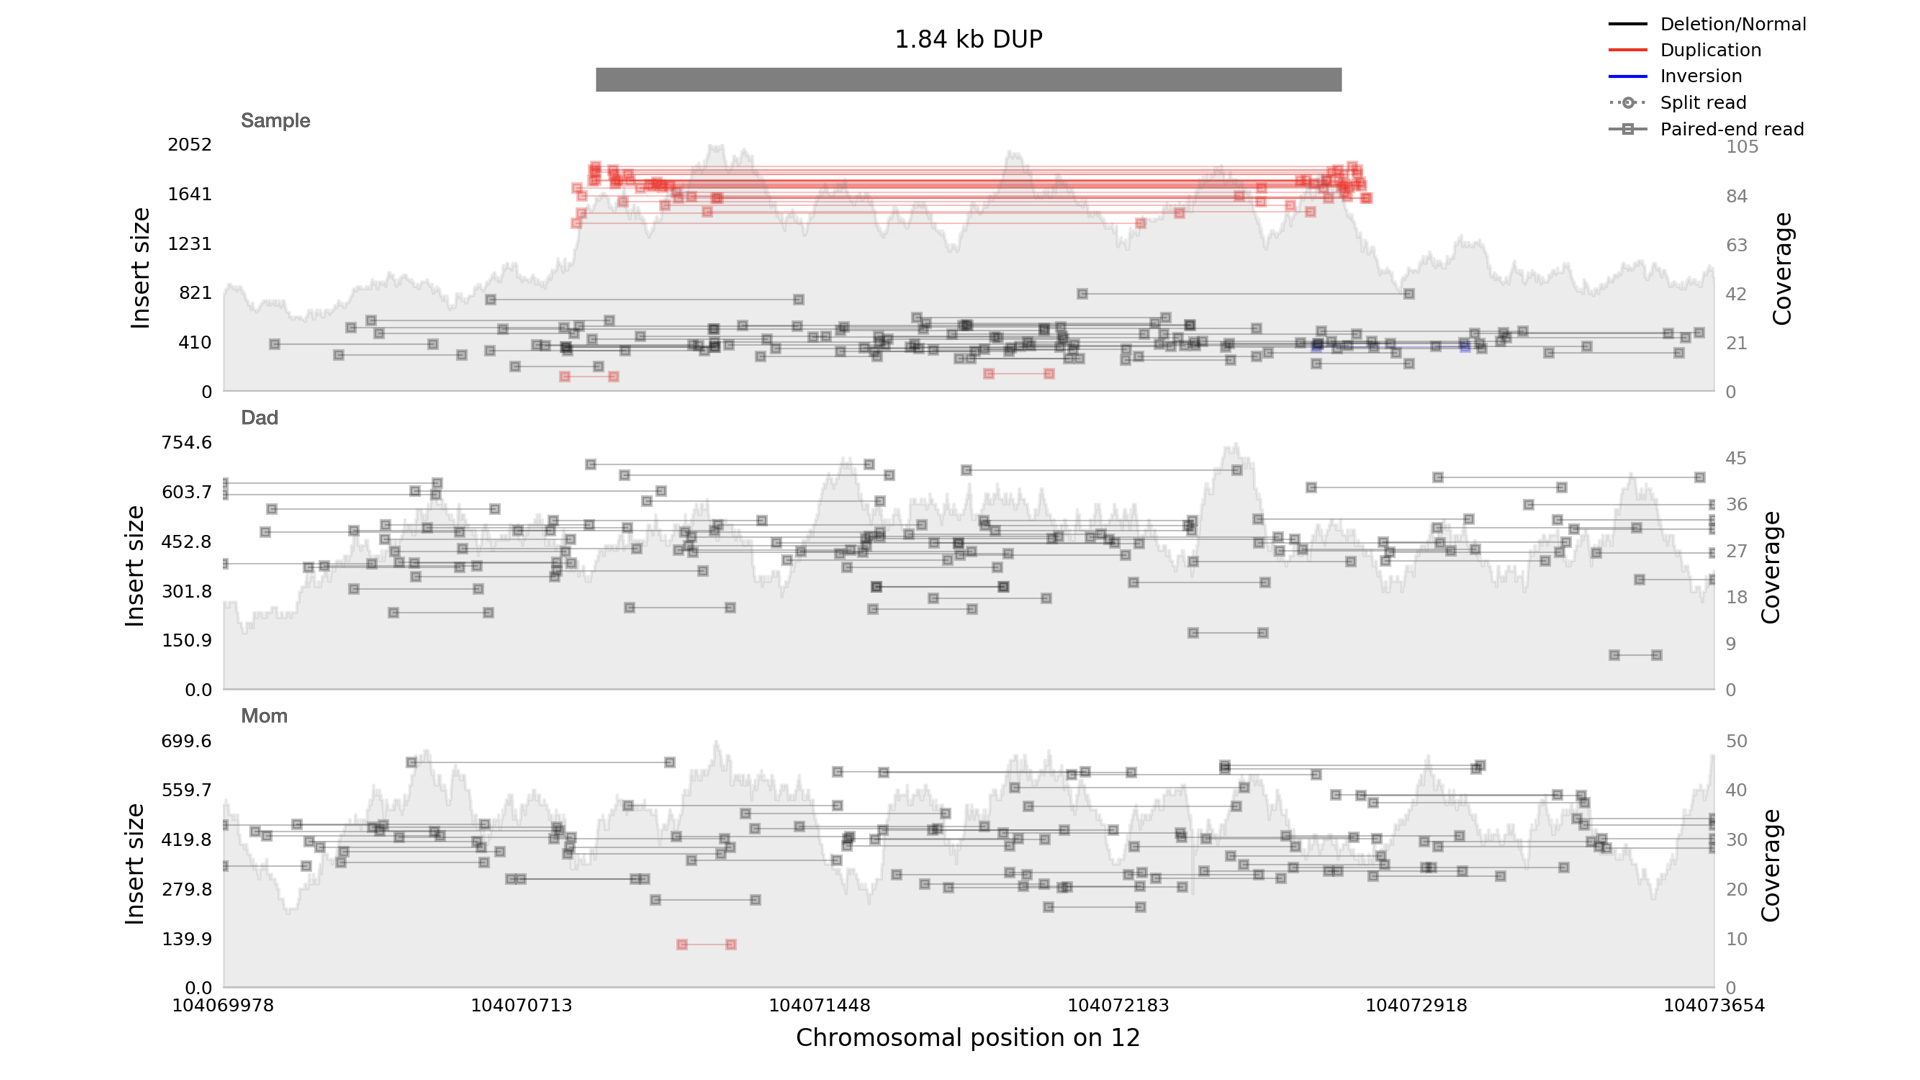 1.84 kb DUP
Deletion/Normal
Duplication
Inversion
Split read
Paired-end read
Sample
2052
1641
1231
821
410
0
Insert size
105
84
63
42
21
0
Coverage
Dad
754.6
603.7
452.8
301.8
150.9
0.0
Insert size
45
36
27
18
9
0
Coverage
Mom
699.6
559.7
419.8
279.8
139.9
0.0
Insert size
50
40
30
20
10
0
Coverage
104069978 104070713 104071448 104072183 104072918 104073654
Chromosomal position on 12